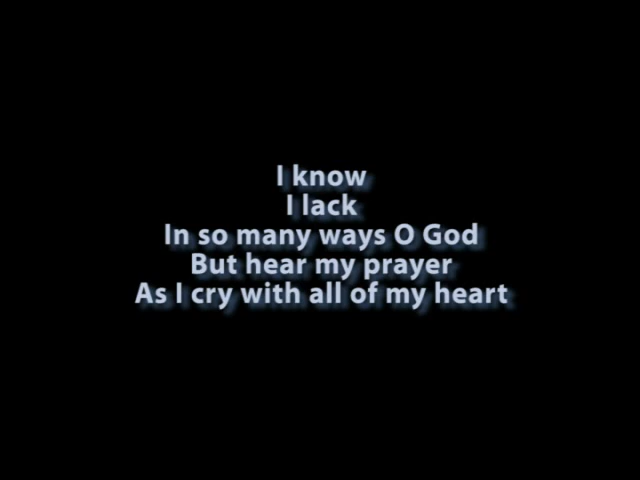 I know
I lack
In so many ways O God
But hear my prayer
As I cry with all of my heart